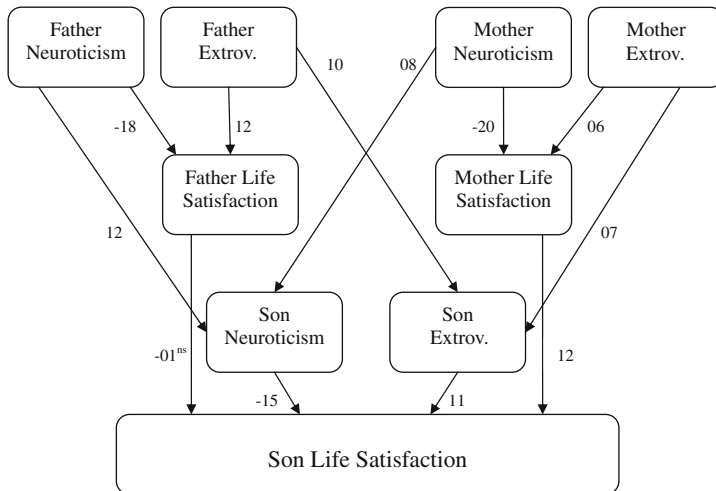 Father
Neuroticism
Father
Extrov.
Mother
Neuroticism
Mother
Extrov.
10
08
-18
12
-20
06
Father Life
Satisfaction
Mother Life
Satisfaction
12
07
Son
Neuroticism
Son
Extrov.
-01ns
12
-15
11
Son Life Satisfaction